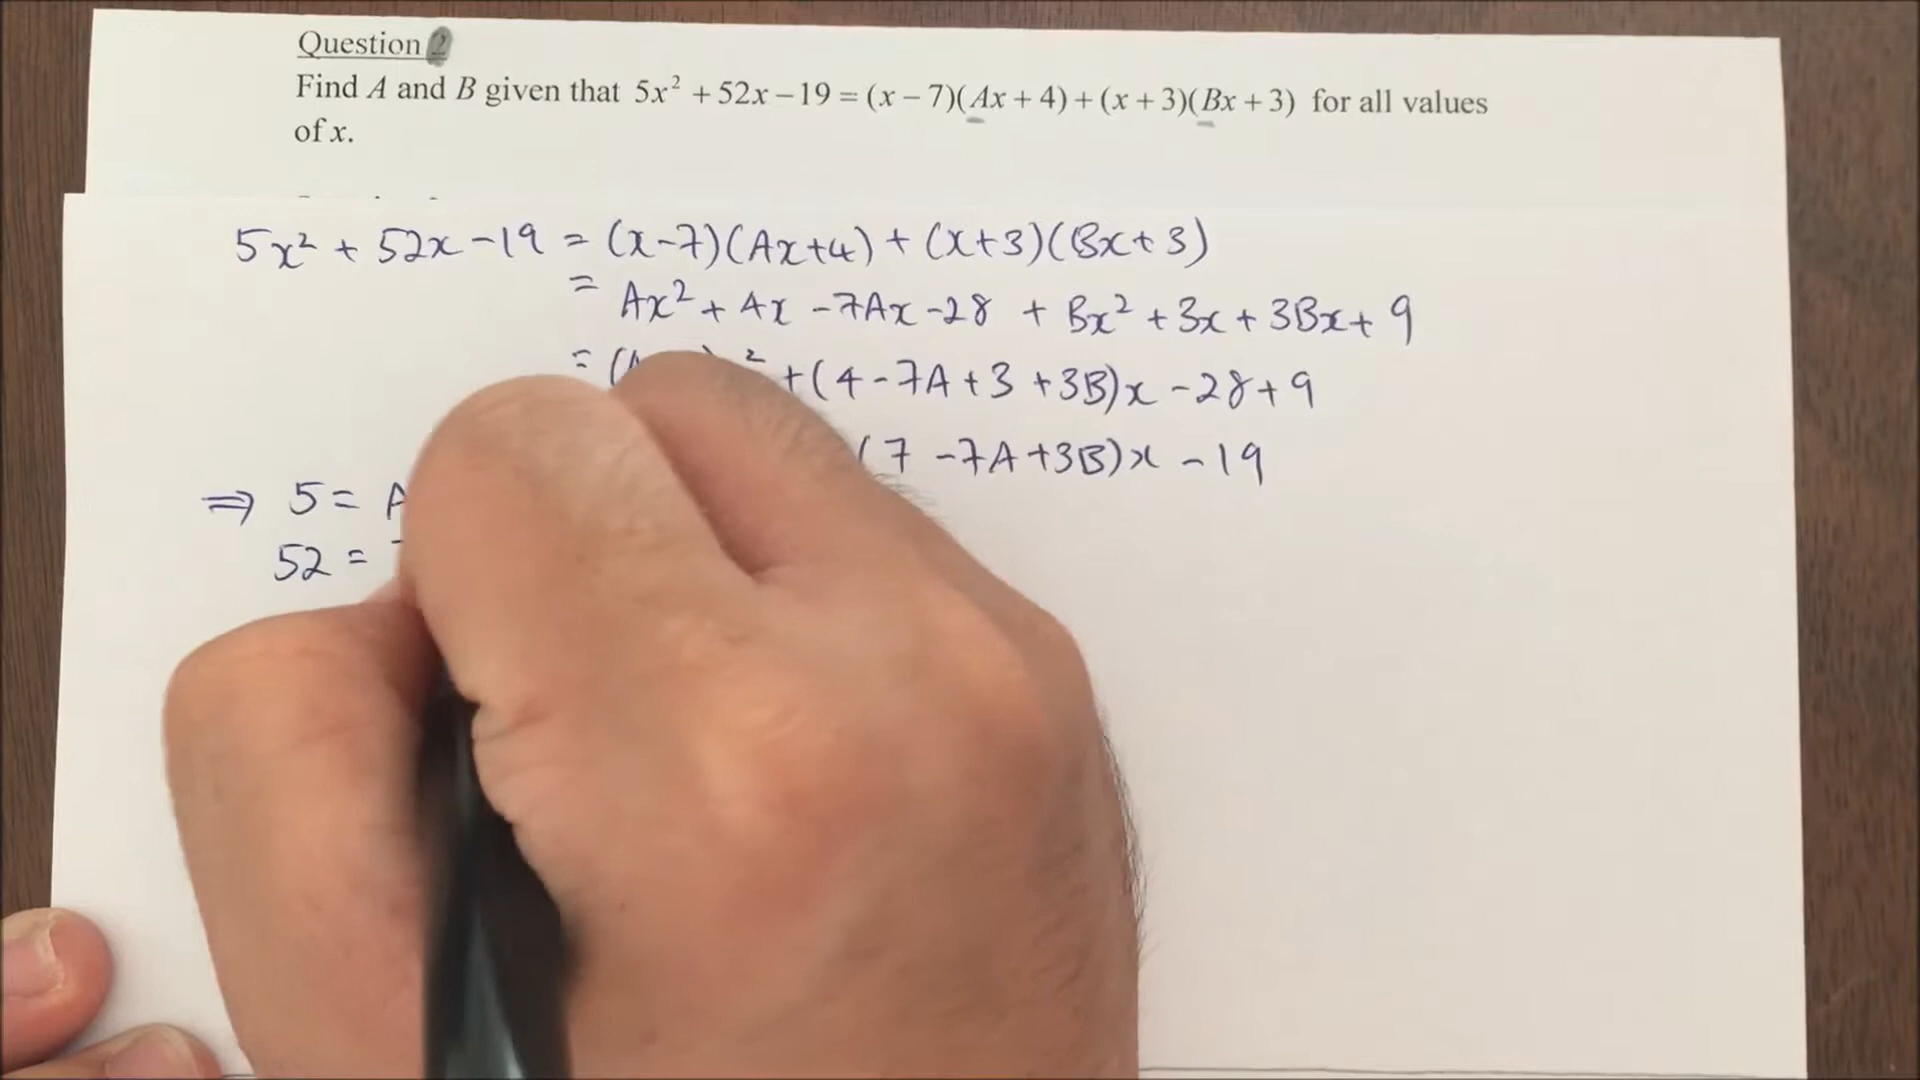 Question 2
Find A and B given that 5x² + 52x – 19 = (x – 7)(Ax + 4) + (x + 3)(Bx + 3) for all values
of x.
5x² + 52x – 19 = (x–7)(Ax+4) + (x+3)(Bx+3)
= Ax² + 4x – 7Ax – 28 + Bx² + 3x + 3Bx + 9
= ( ² + (4 – 7A + 3 + 3B)x – 28 + 9
(7 – 7A + 3B)x – 19
⇒ 5 = A
52 =